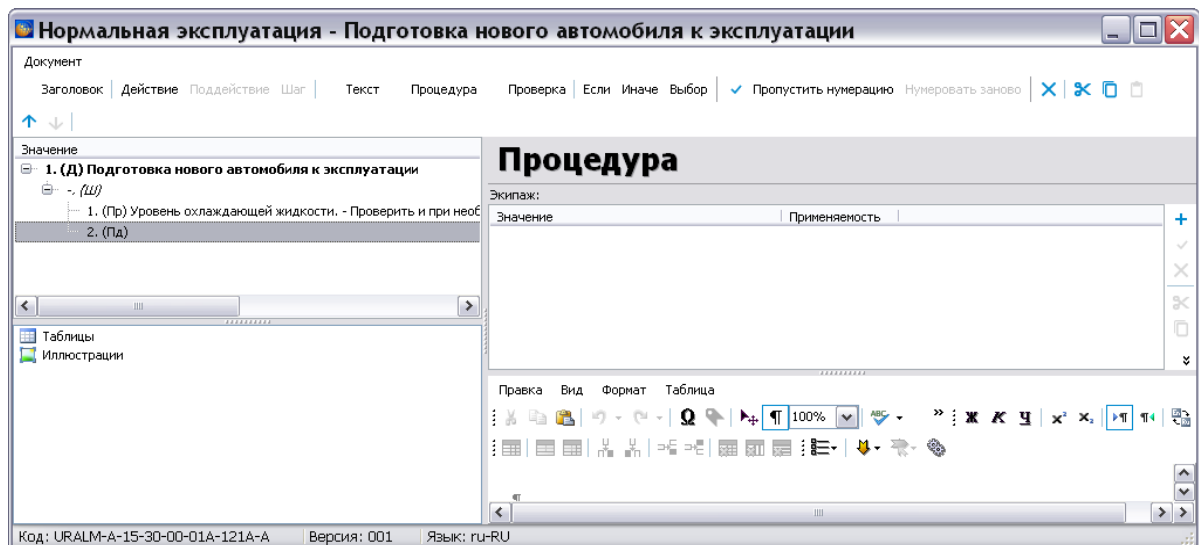 Нормальная эксплуатация - Подготовка нового автомобиля к эксплуатации
Документ
Заголовок Действие Поддействие Шаг Текст Процедура Проверка Если Иначе Выбор Пропустить нумерацию Нумеровать заново
Значение
1. (Д) Подготовка нового автомобиля к эксплуатации
-. (Ш)
1. (Пр) Уровень охлаждающей жидкости. - Проверить и при необ
2. (Пд)
Таблицы
Иллюстрации
Процедура
Экипаж:
Значение Применяемость
Правка Вид Формат Таблица
100% ABC Ж К Ч x² x₂
Код: URALM-A-15-30-00-01A-121A-A Версия: 001 Язык: ru-RU